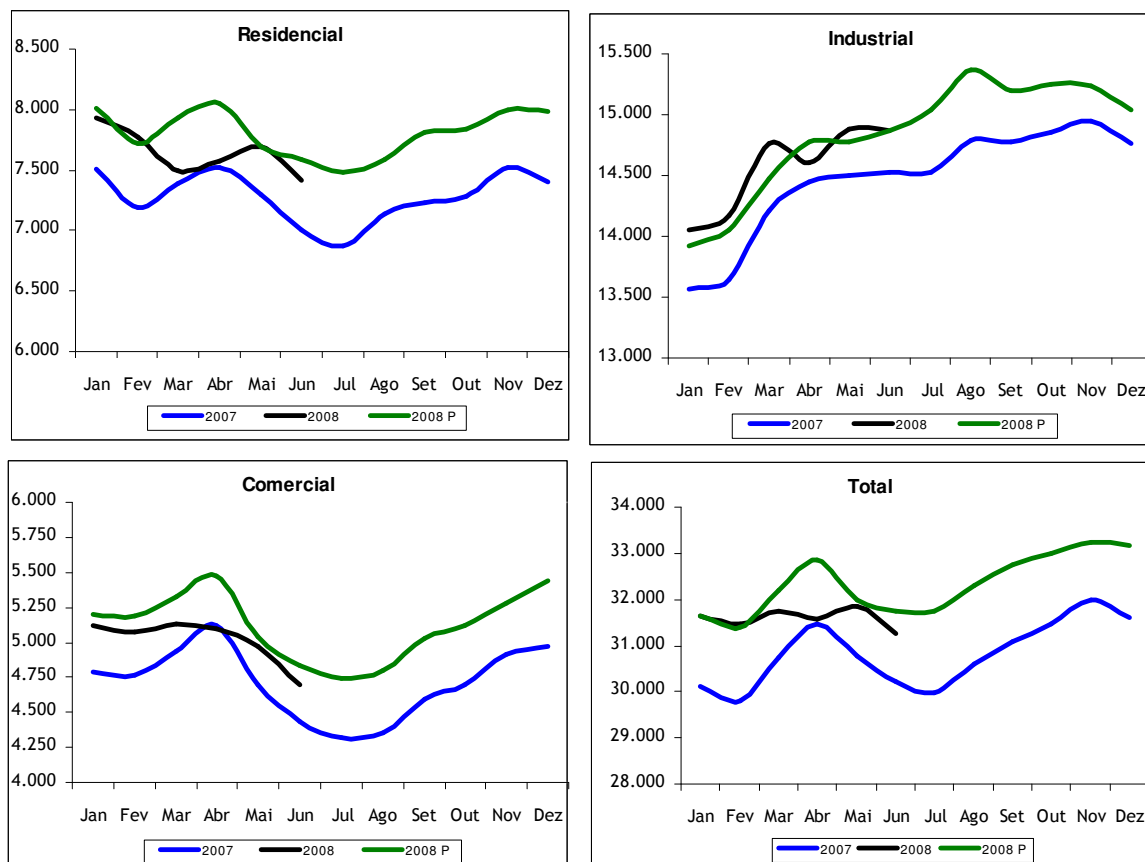 Residencial
8.500
8.000
7.500
7.000
6.500
6.000
Jan Fev Mar Abr Mai Jun Jul Ago Set Out Nov Dez
2007 2008 2008 P
Industrial
15.500
15.000
14.500
14.000
13.500
13.000
Jan Fev Mar Abr Mai Jun Jul Ago Set Out Nov Dez
2007 2008 2008 P
Comercial
6.000
5.750
5.500
5.250
5.000
4.750
4.500
4.250
4.000
Jan Fev Mar Abr Mai Jun Jul Ago Set Out Nov Dez
2007 2008 2008 P
Total
34.000
33.000
32.000
31.000
30.000
29.000
28.000
Jan Fev Mar Abr Mai Jun Jul Ago Set Out Nov Dez
2007 2008 2008 P